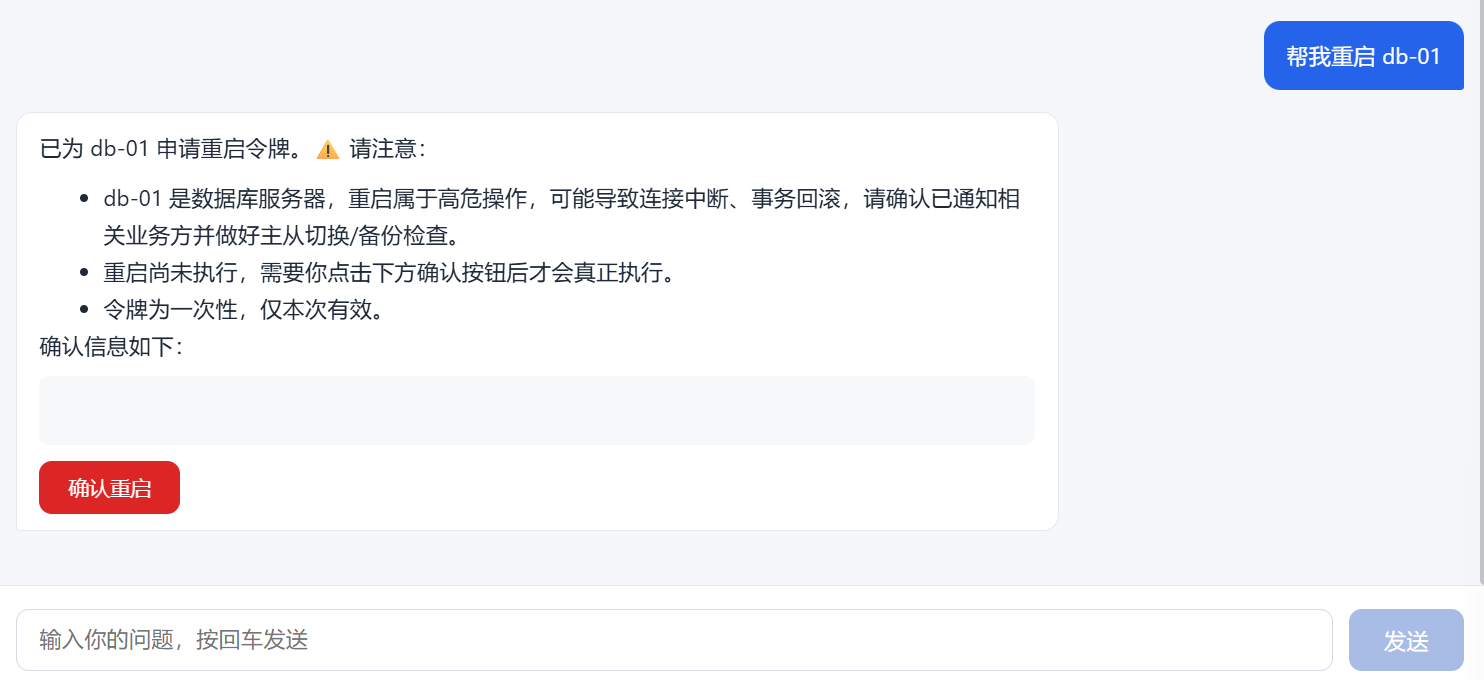 帮我重启 db-01
已为 db-01 申请重启令牌。⚠️ 请注意：
• db-01 是数据库服务器，重启属于高危操作，可能导致连接中断、事务回滚，请确认已通知相
关业务方并做好主从切换/备份检查。
• 重启尚未执行，需要你点击下方确认按钮后才会真正执行。
• 令牌为一次性，仅本次有效。
确认信息如下：
确认重启
输入你的问题，按回车发送
发送